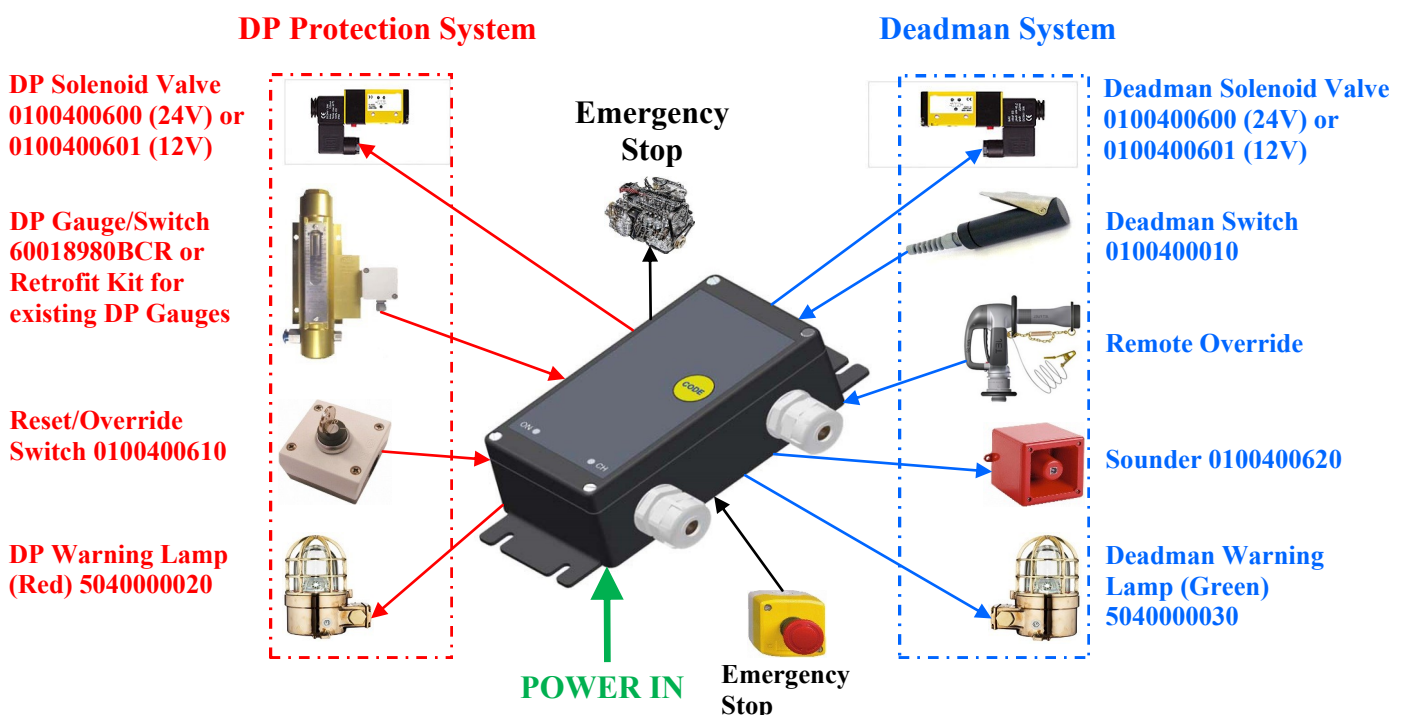 DP Protection System
Deadman System
DP Solenoid Valve
0100400600 (24V) or
0100400601 (12V)
DP Gauge/Switch
60018980BCR or
Retrofit Kit for
existing DP Gauges
Reset/Override
Switch 0100400610
DP Warning Lamp
(Red) 5040000020
Emergency
Stop
CODE
ON
CH
POWER IN
Emergency
Stop
Deadman Solenoid Valve
0100400600 (24V) or
0100400601 (12V)
Deadman Switch
0100400010
Remote Override
Sounder 0100400620
Deadman Warning
Lamp (Green)
5040000030